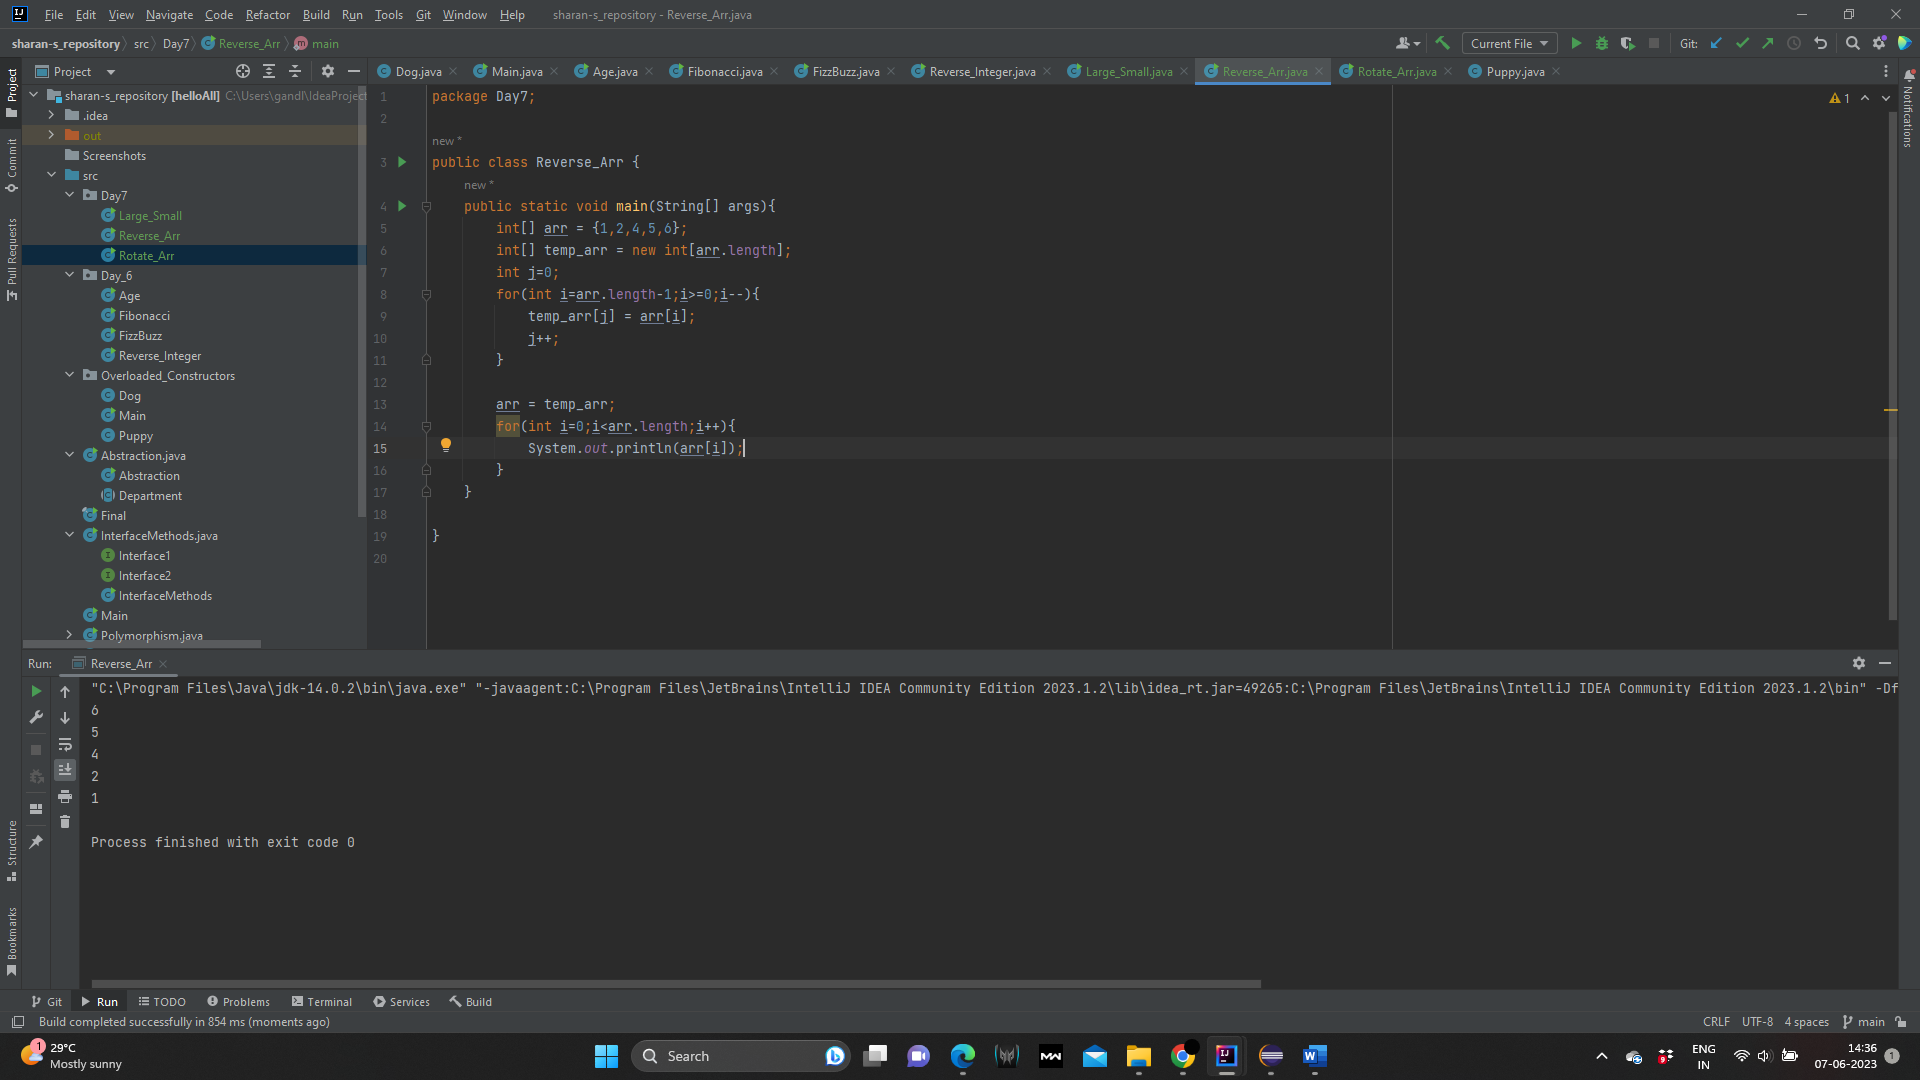 File Edit View Navigate Code Refactor Build Run Tools Git Window Help sharan-s_repository - Reverse_Arr.java
sharan-s_repository src Day7 Reverse_Arr main Current File Git:
Project
Dog.java Main.java Age.java Fibonacci.java FizzBuzz.java Reverse_Integer.java Large_Small.java Reverse_Arr.java Rotate_Arr.java Puppy.java
Project
Commit
Pull Requests
Structure
Bookmarks
Notifications
sharan-s_repository [helloAll] C:\Users\gandl\IdeaProject
.idea
out
Screenshots
src
Day7
Large_Small
Reverse_Arr
Rotate_Arr
Day_6
Age
Fibonacci
FizzBuzz
Reverse_Integer
Overloaded_Constructors
Dog
Main
Puppy
Abstraction.java
Abstraction
Department
Final
InterfaceMethods.java
Interface1
Interface2
InterfaceMethods
Main
Polymorphism.java
1 package Day7;
2
new *
3 public class Reverse_Arr {
new *
4 public static void main(String[] args){
5 int[] arr = {1,2,4,5,6};
6 int[] temp_arr = new int[arr.length];
7 int j=0;
8 for(int i=arr.length-1;i>=0;i--){
9 temp_arr[j] = arr[i];
10 j++;
11 }
12
13 arr = temp_arr;
14 for(int i=0;i<arr.length;i++){
15 System.out.println(arr[i]);
16 }
17 }
18
19 }
20
1
Run: Reverse_Arr
"C:\Program Files\Java\jdk-14.0.2\bin\java.exe" "-javaagent:C:\Program Files\JetBrains\IntelliJ IDEA Community Edition 2023.1.2\lib\idea_rt.jar=49265:C:\Program Files\JetBrains\IntelliJ IDEA Community Edition 2023.1.2\bin" -Df
6
5
4
2
1
Process finished with exit code 0
Git Run TODO Problems Terminal Services Build
Build completed successfully in 854 ms (moments ago) CRLF UTF-8 4 spaces main
1
29°C
Mostly sunny
Search
ENG
IN
14:36
07-06-2023
1